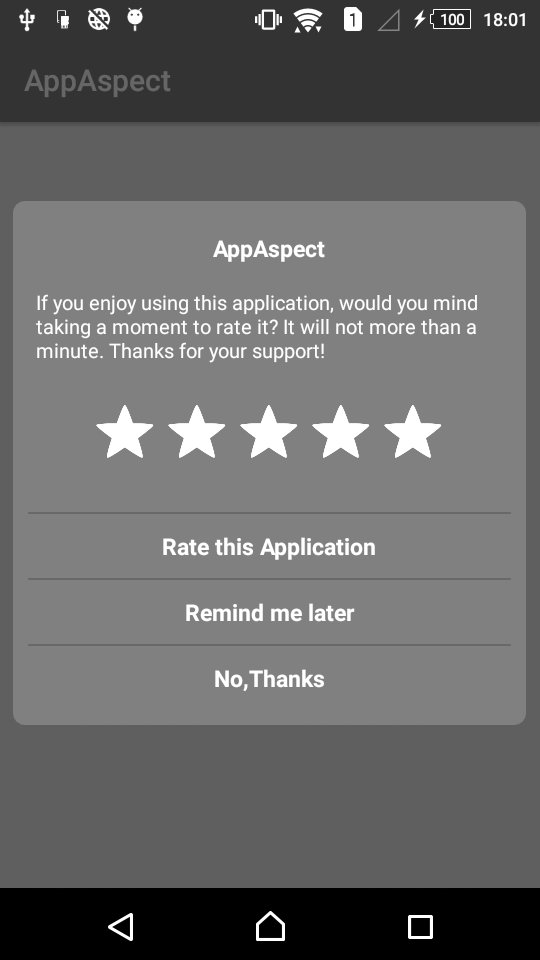 1 100 18:01
AppAspect
AppAspect
If you enjoy using this application, would you mind
taking a moment to rate it? It will not more than a
minute. Thanks for your support!
Rate this Application
Remind me later
No,Thanks